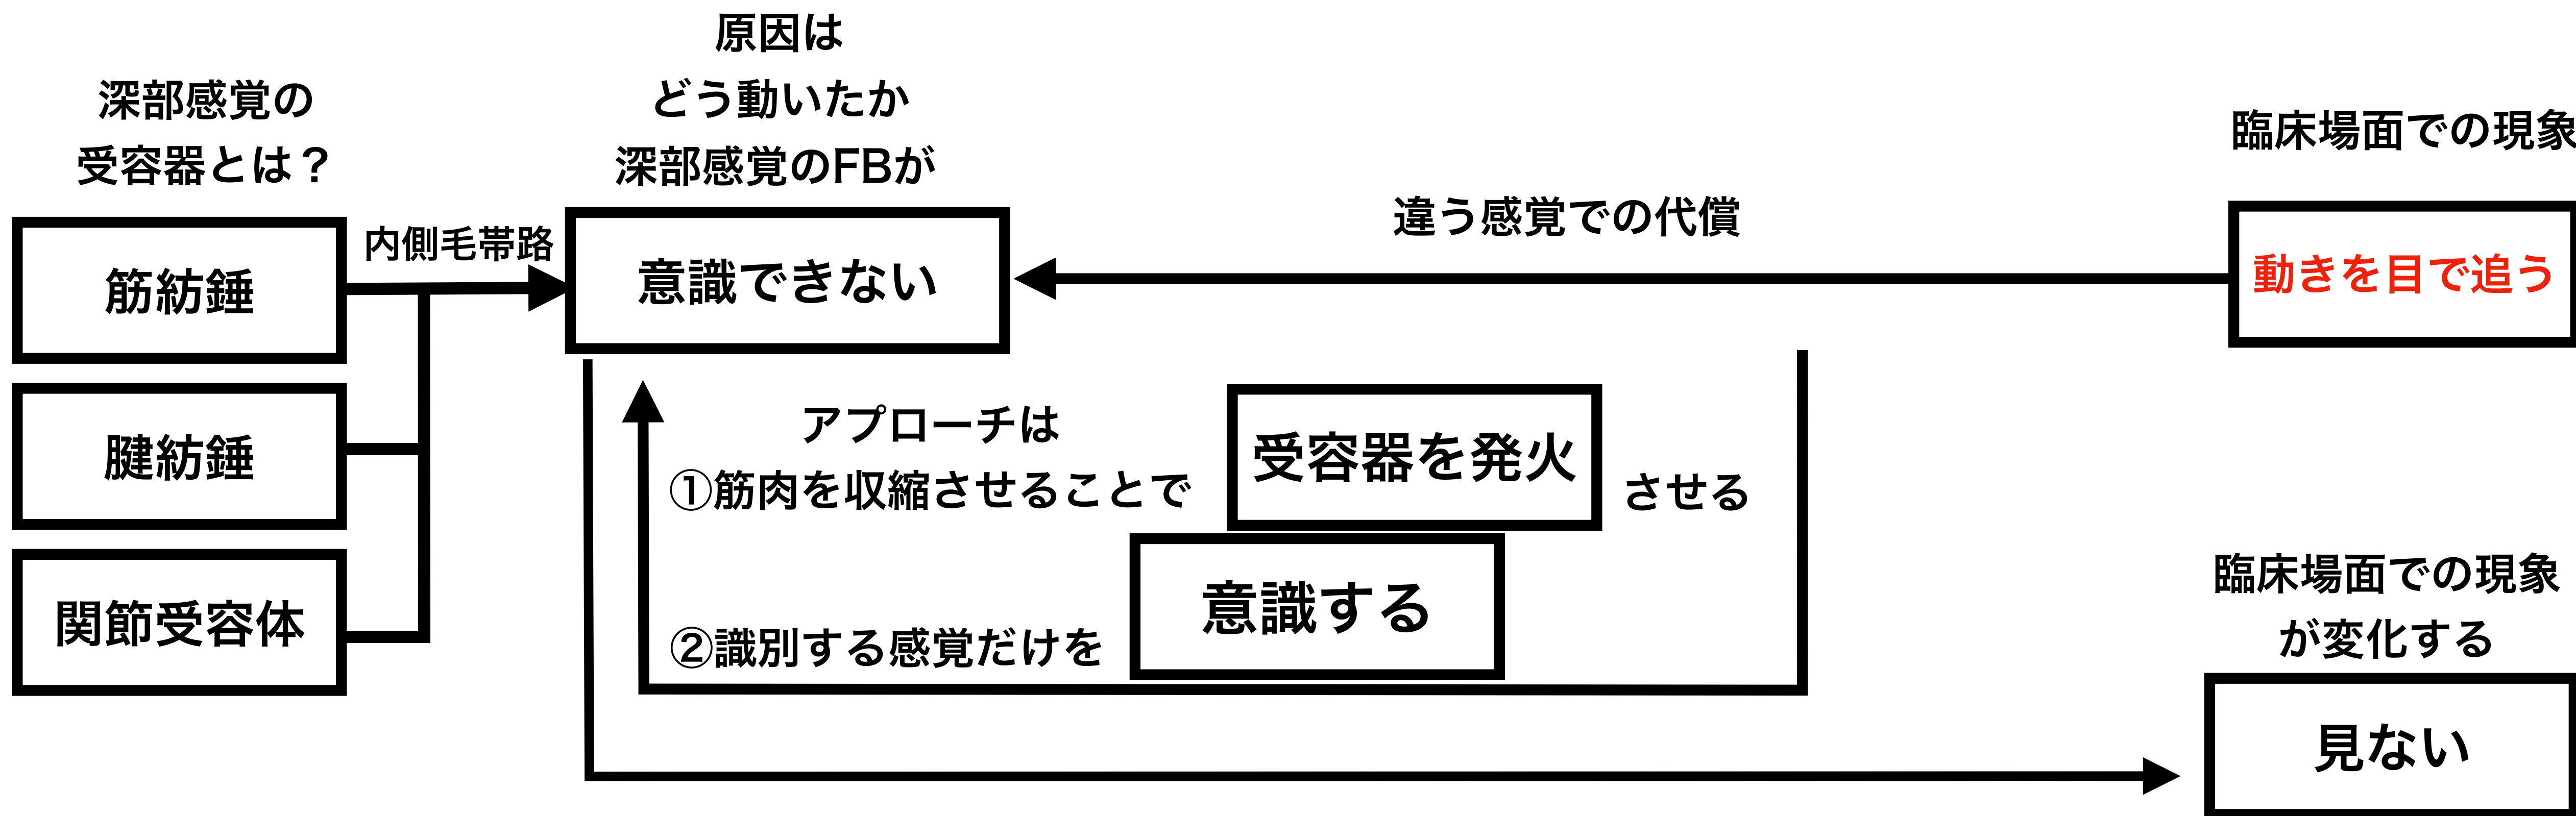 深部感覚の
受容器とは？
筋紡錘
腱紡錘
関節受容体
内側毛帯路
原因は
どう動いたか
深部感覚のFBが
意識できない
違う感覚での代償
臨床場面での現象
動きを目で追う
アプローチは
①筋肉を収縮させることで
受容器を発火
させる
②識別する感覚だけを
意識する
臨床場面での現象
が変化する
見ない